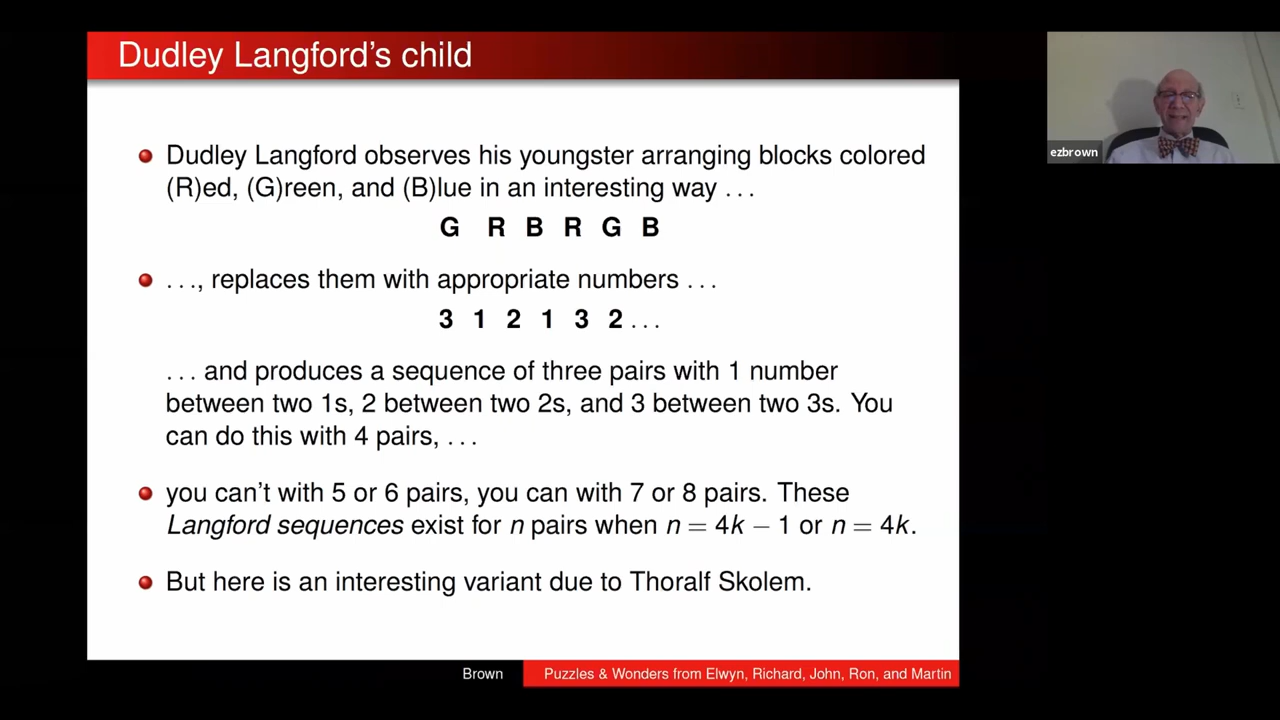 Dudley Langford's child
Dudley Langford observes his youngster arranging blocks colored
(R)ed, (G)reen, and (B)lue in an interesting way . . .
G R B R G B
. . ., replaces them with appropriate numbers . . .
3 1 2 1 3 2 . . .
. . . and produces a sequence of three pairs with 1 number
between two 1s, 2 between two 2s, and 3 between two 3s. You
can do this with 4 pairs, . . .
you can't with 5 or 6 pairs, you can with 7 or 8 pairs. These
Langford sequences exist for n pairs when n = 4k − 1 or n = 4k.
But here is an interesting variant due to Thoralf Skolem.
Brown
Puzzles & Wonders from Elwyn, Richard, John, Ron, and Martin
ezbrown